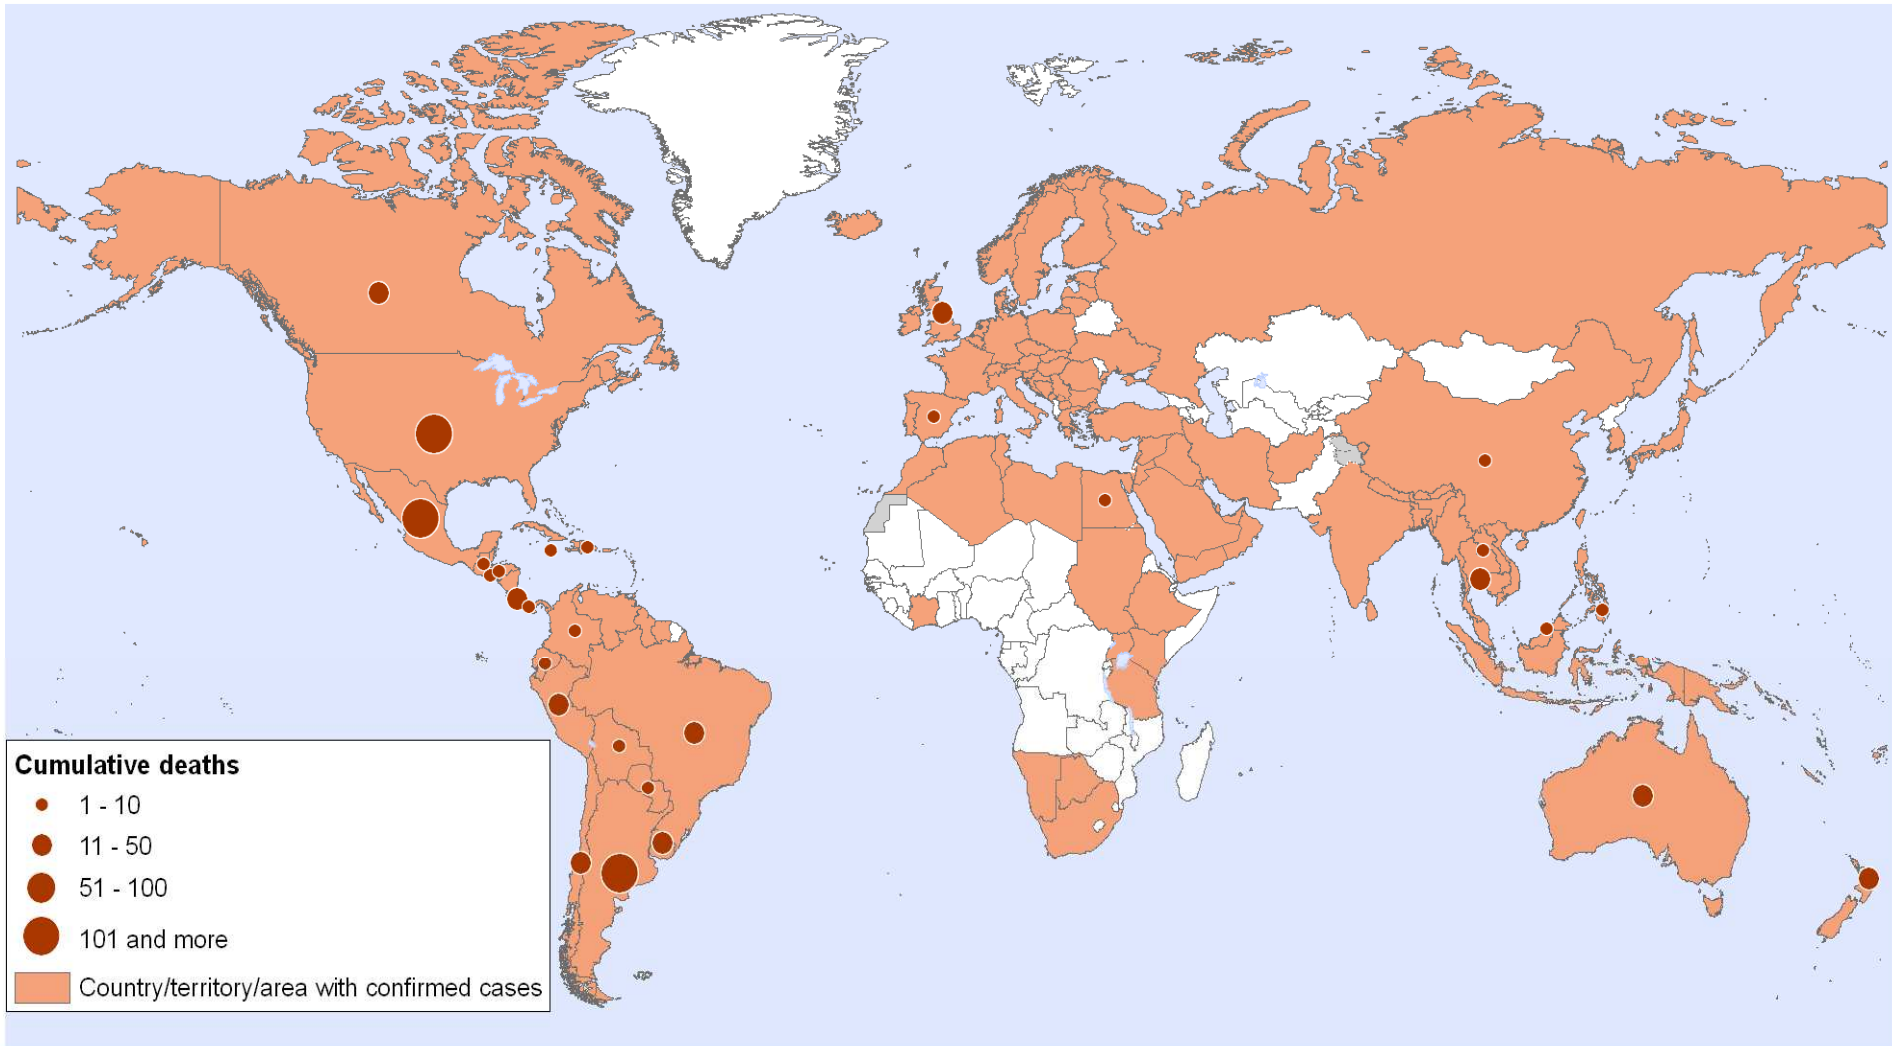 Cumulative deaths
1 - 10
11 - 50
51 - 100
101 and more
Country/territory/area with confirmed cases